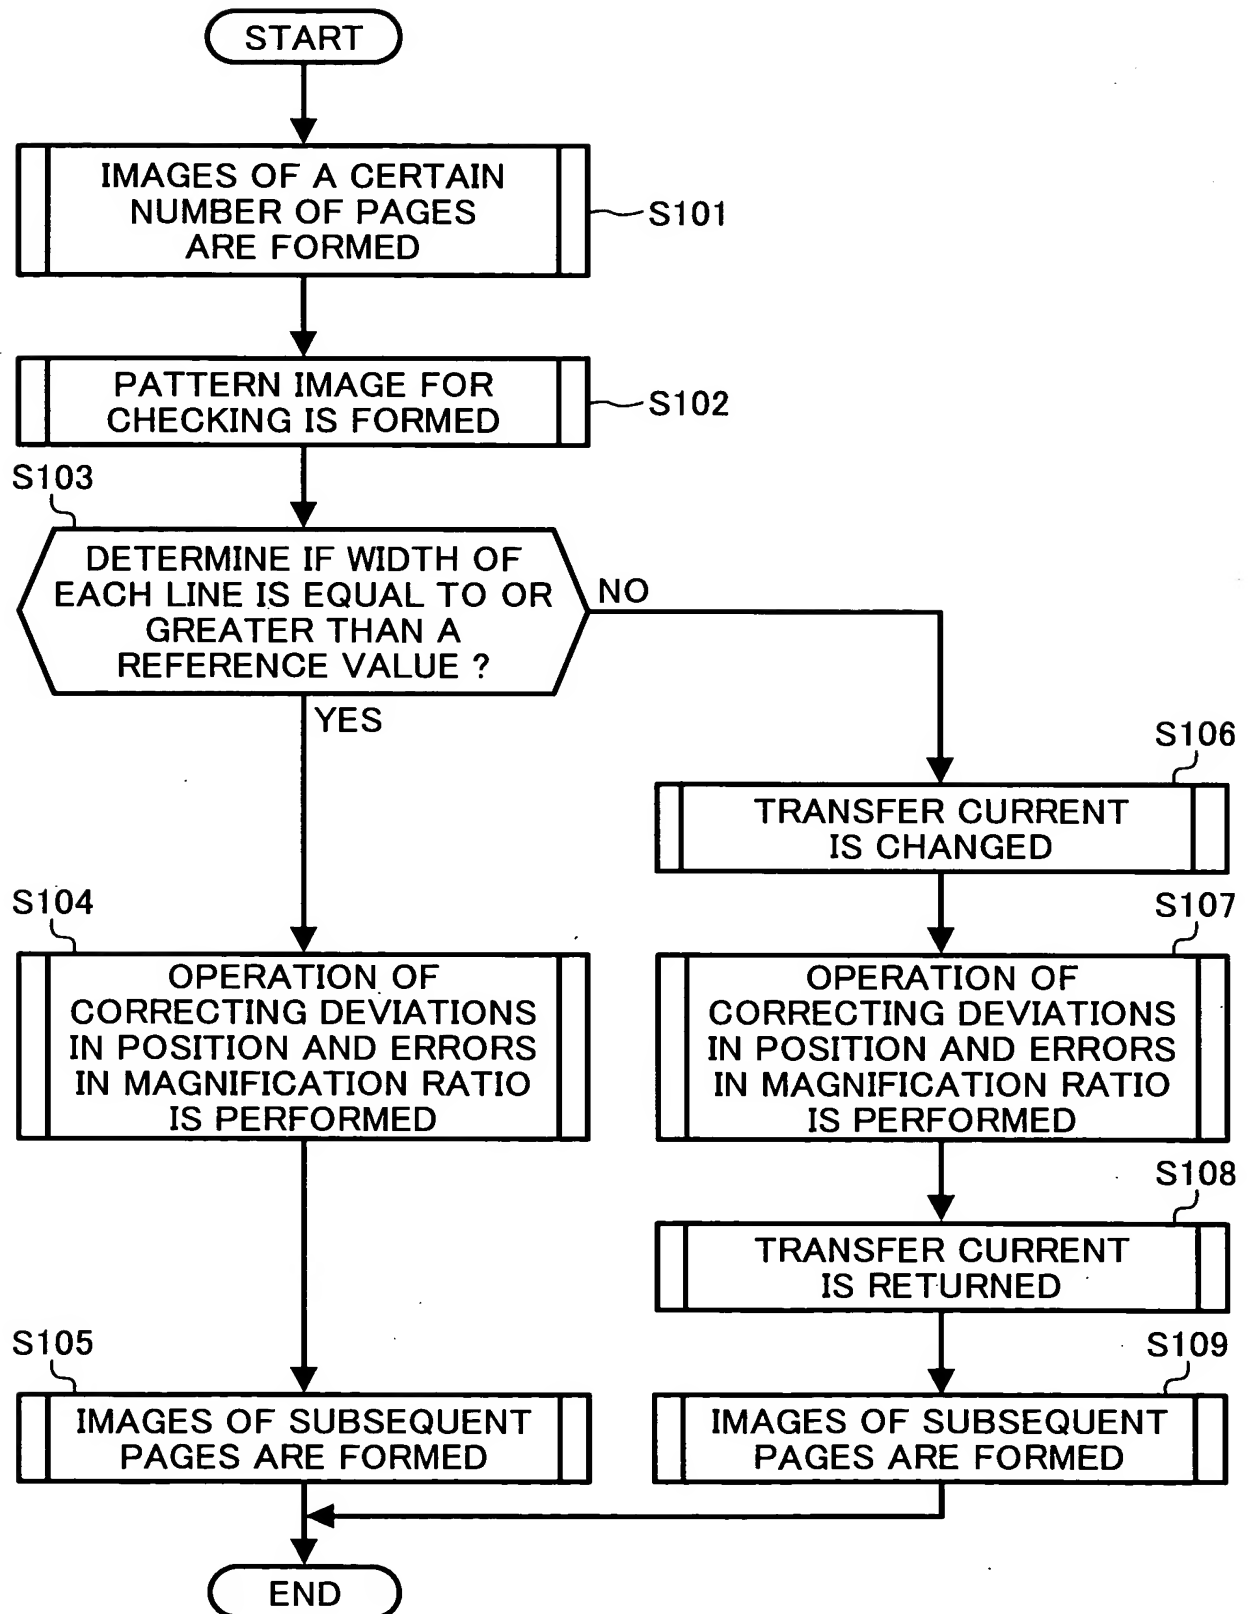 START
IMAGES OF A CERTAIN
NUMBER OF PAGES
ARE FORMED
S101
PATTERN IMAGE FOR
CHECKING IS FORMED
S102
S103
DETERMINE IF WIDTH OF
EACH LINE IS EQUAL TO OR
GREATER THAN A
REFERENCE VALUE ?
NO
YES
S106
TRANSFER CURRENT
IS CHANGED
S104
OPERATION OF
CORRECTING DEVIATIONS
IN POSITION AND ERRORS
IN MAGNIFICATION RATIO
IS PERFORMED
S107
OPERATION OF
CORRECTING DEVIATIONS
IN POSITION AND ERRORS
IN MAGNIFICATION RATIO
IS PERFORMED
S108
TRANSFER CURRENT
IS RETURNED
S105
IMAGES OF SUBSEQUENT
PAGES ARE FORMED
S109
IMAGES OF SUBSEQUENT
PAGES ARE FORMED
END